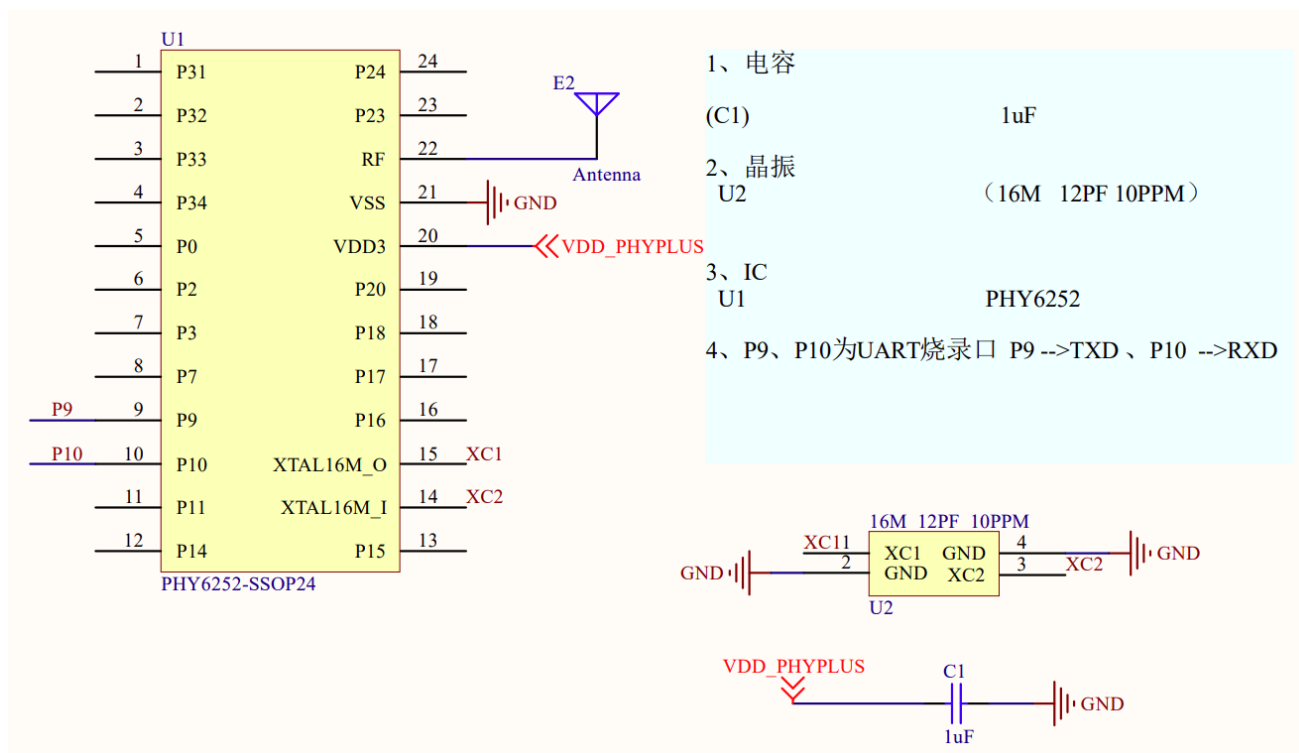 U1
1 P31 P24 24
2 P32 P23 23
3 P33 RF 22
4 P34 VSS 21 GND
5 P0 VDD3 20 VDD_PHYPLUS
6 P2 P20 19
7 P3 P18 18
8 P7 P17 17
P9 9 P9 P16 16
P10 10 P10 XTAL16M_O 15 XC1
11 P11 XTAL16M_I 14 XC2
12 P14 P15 13
PHY6252-SSOP24
E2
Antenna
1、电容
(C1) 1uF
2、晶振
U2 （16M 12PF 10PPM）
3、IC
U1 PHY6252
4、P9、P10为UART烧录口 P9 -->TXD 、P10 -->RXD
16M 12PF 10PPM
XC1 1 XC1 GND 4 GND
GND 2 GND XC2 3 XC2
U2
VDD_PHYPLUS
C1
GND
1uF